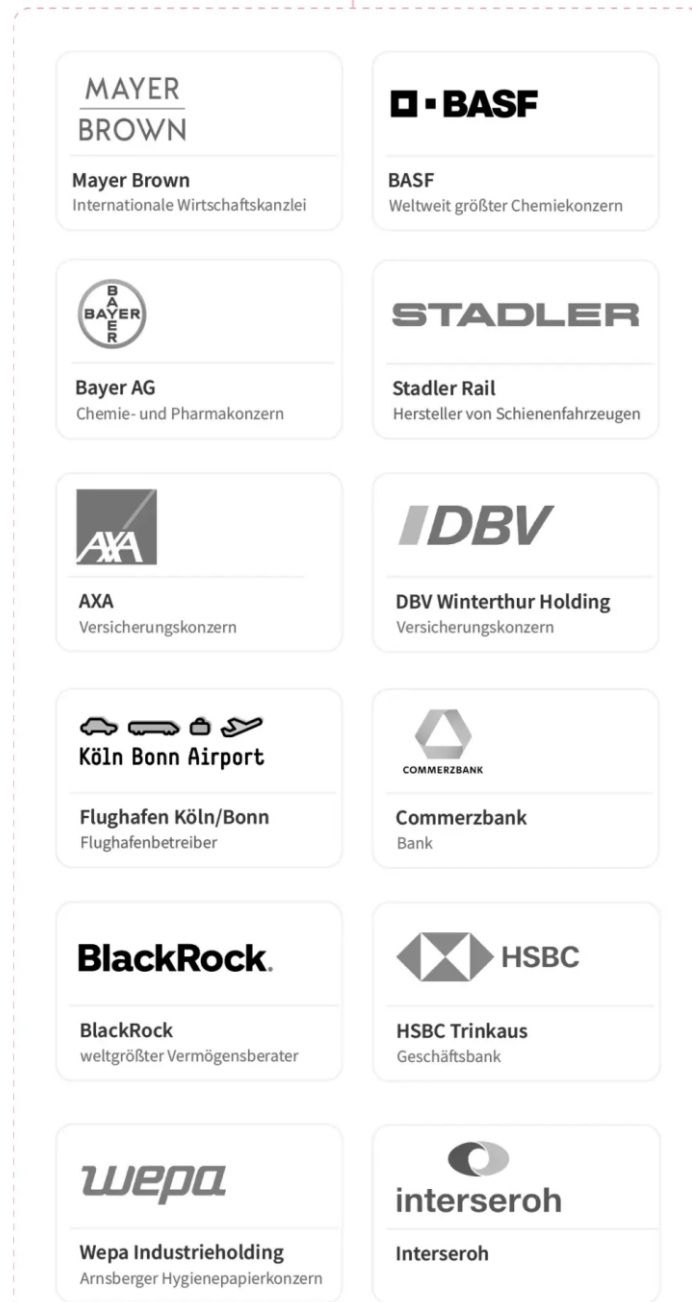 MAYER
BROWN
Mayer Brown
Internationale Wirtschaftskanzlei
BASF
BASF
Weltweit größter Chemiekonzern
BAYER
BAYER
Bayer AG
Chemie- und Pharmakonzern
STADLER
Stadler Rail
Hersteller von Schienenfahrzeugen
AXA
AXA
Versicherungskonzern
DBV
DBV Winterthur Holding
Versicherungskonzern
Köln Bonn Airport
Flughafen Köln/Bonn
Flughafenbetreiber
COMMERZBANK
Commerzbank
Bank
BlackRock.
BlackRock
weltgrößter Vermögensberater
HSBC
HSBC Trinkaus
Geschäftsbank
wepa
Wepa Industrieholding
Arnsberger Hygienepapierkonzern
interseroh
Interseroh